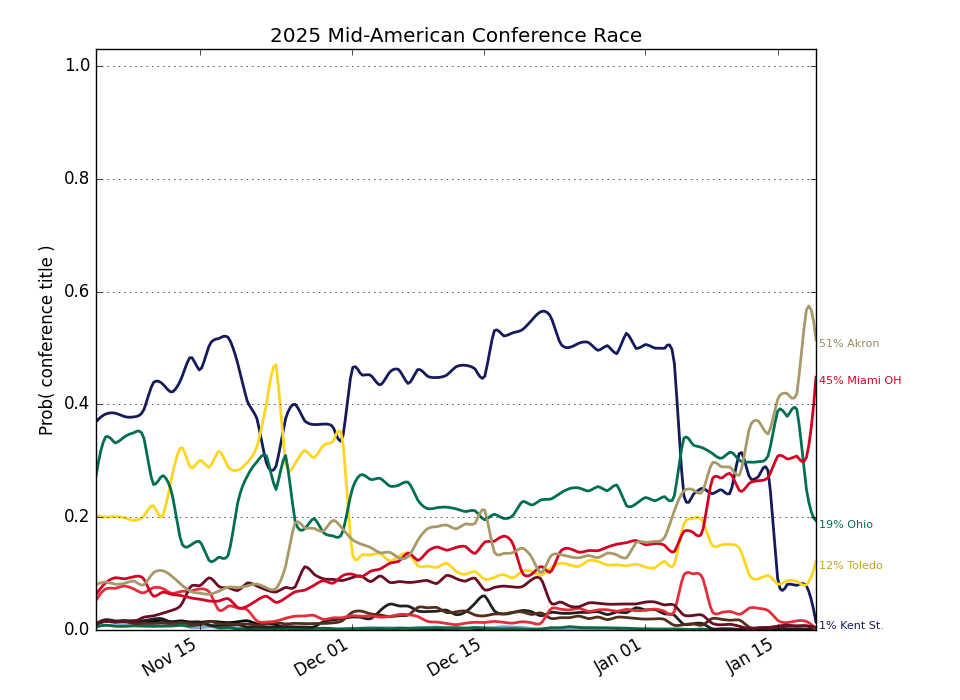 2025 Mid-American Conference Race
Prob( conference title )
1.0
0.8
0.6
0.4
0.2
0.0
51% Akron
45% Miami OH
19% Ohio
12% Toledo
1% Kent St.
Nov 15
Dec 01
Dec 15
Jan 01
Jan 15